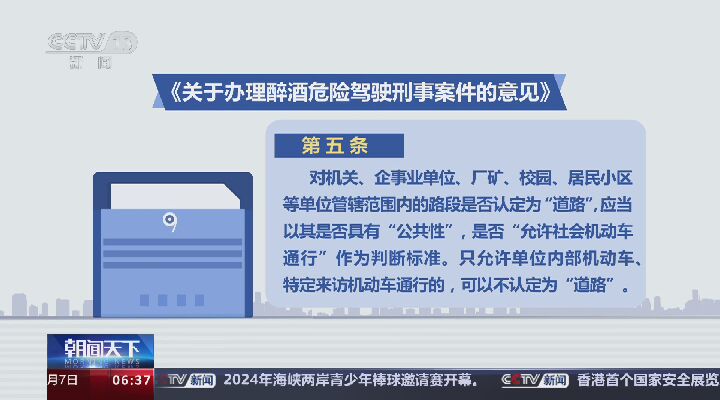 CCTV 13
新闻
《关于办理醉酒危险驾驶刑事案件的意见》
第五条
对机关、企事业单位、厂矿、校园、居民小区
等单位管辖范围内的路段是否认定为“道路”，应当
以其是否具有“公共性”，是否“允许社会机动车
通行”作为判断标准。只允许单位内部机动车、
特定来访机动车通行的，可以不认定为“道路”。
朝闻天下
MORNING NEWS
月7日 06:37 CCTV 新闻 2024年海峡两岸青少年棒球邀请赛开幕。 CCTV 新闻 香港首个国家安全展览